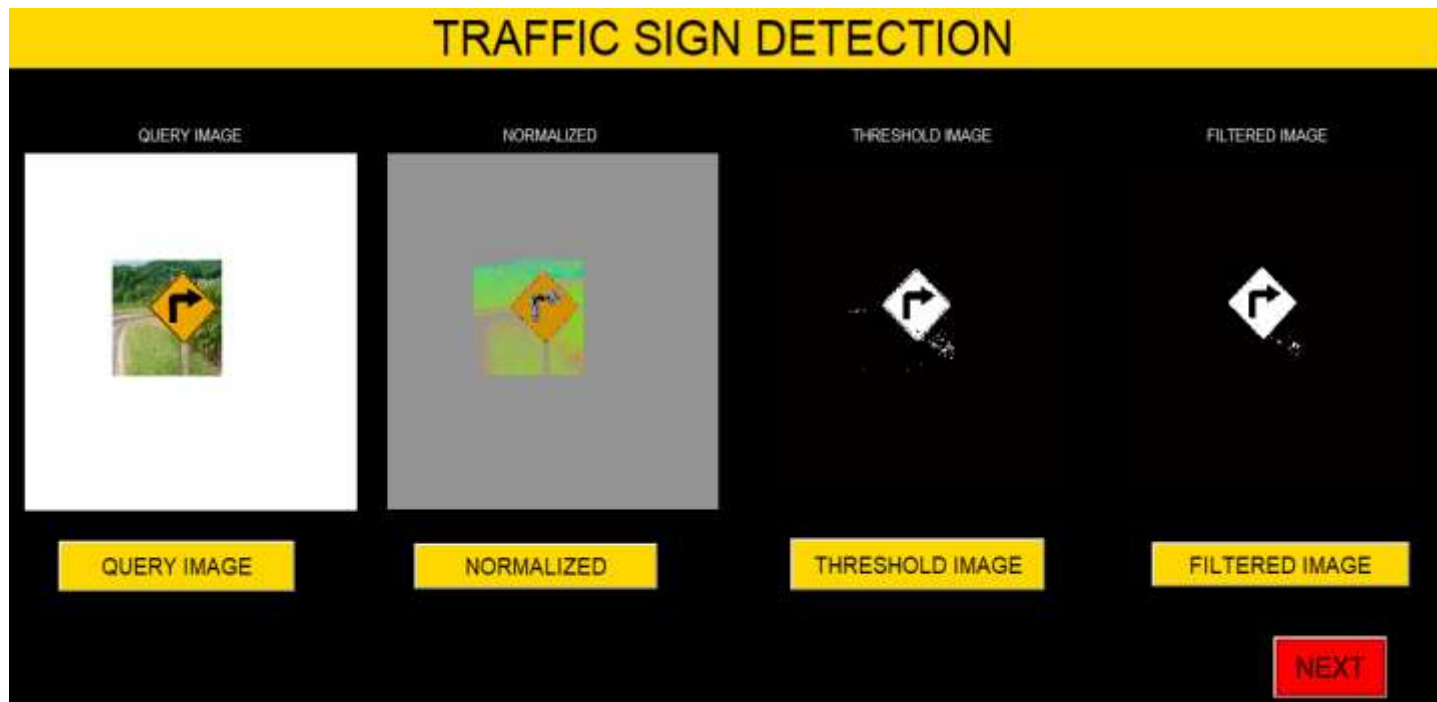 TRAFFIC SIGN DETECTION
QUERY IMAGE
NORMALIZED
THRESHOLD IMAGE
FILTERED IMAGE
QUERY IMAGE
NORMALIZED
THRESHOLD IMAGE
FILTERED IMAGE
NEXT